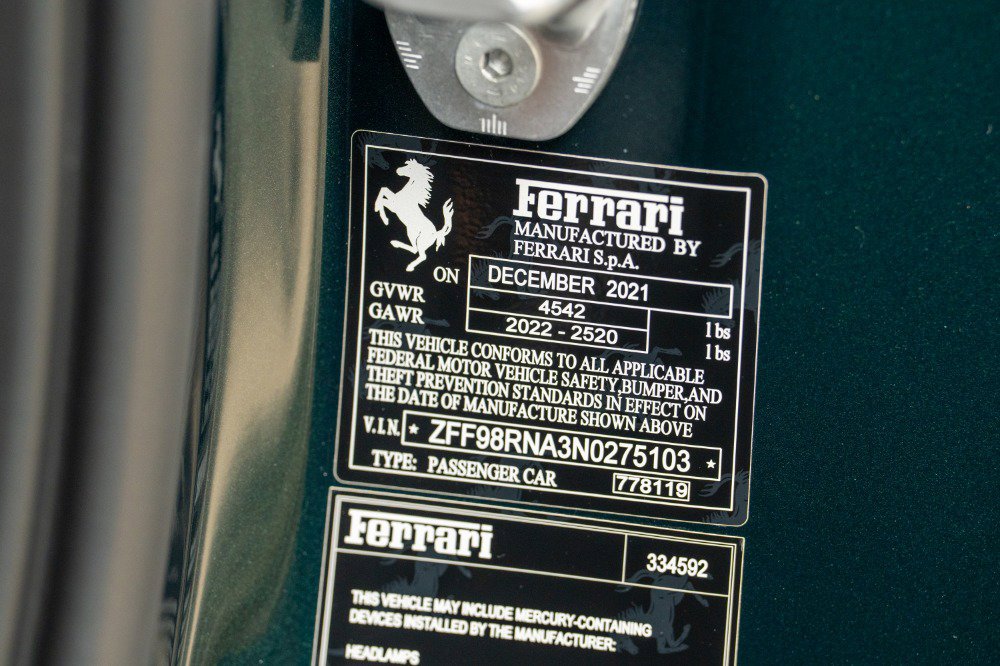 Ferrari
MANUFACTURED BY
FERRARI S.p.A.
ON DECEMBER 2021
GVWR 4542 lbs
GAWR 2022 - 2520 lbs
THIS VEHICLE CONFORMS TO ALL APPLICABLE
FEDERAL MOTOR VEHICLE SAFETY,BUMPER,AND
THEFT PREVENTION STANDARDS IN EFFECT ON
THE DATE OF MANUFACTURE SHOWN ABOVE
V.I.N. * ZFF98RNA3N0275103 *
TYPE: PASSENGER CAR 778119
Ferrari 334592
THIS VEHICLE MAY INCLUDE MERCURY-CONTAINING
DEVICES INSTALLED BY THE MANUFACTURER:
HEADLAMPS